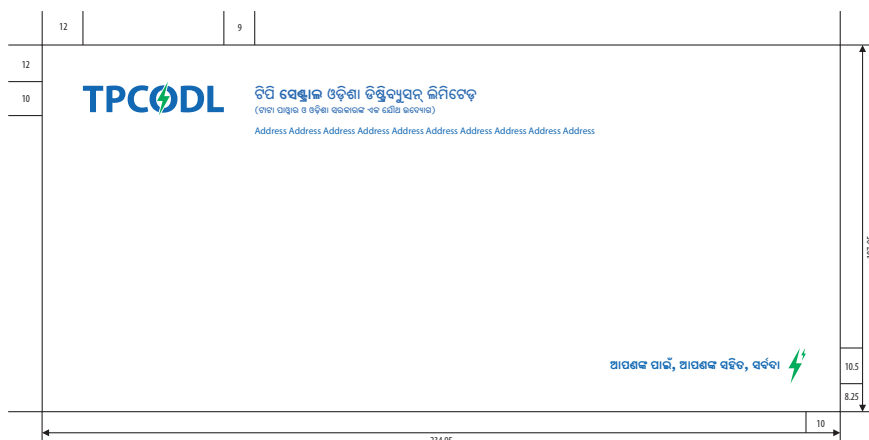 12
9
12
10
TPCODL
ଟିପି ସେଣ୍ଟ୍ରାଲ ଓଡ଼ିଶା ଡିଷ୍ଟ୍ରିବ୍ୟୁସନ୍ ଲିମିଟେଡ଼
(ଟାଟା ପାୱାର ଓ ଓଡ଼ିଶା ସରକାରଙ୍କ ଏକ ଯୌଥ ଉଦ୍ୟୋଗ)
Address Address Address Address Address Address Address Address Address Address
ଆପଣଙ୍କ ପାଇଁ, ଆପଣଙ୍କ ସହିତ, ସର୍ବଦା
10.5
8.25
10